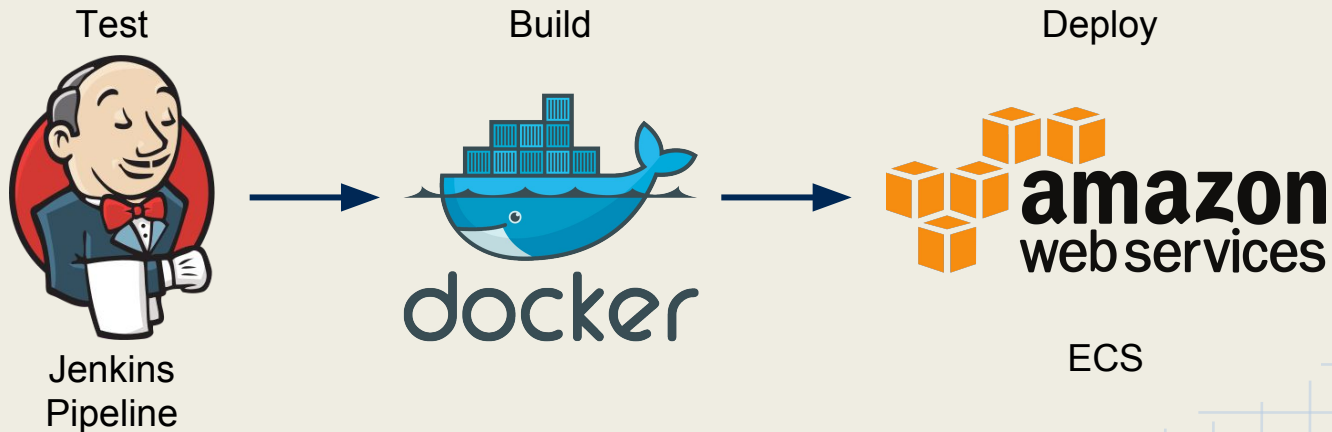 Test
Build
Deploy
docker
amazon
web services
Jenkins
Pipeline
ECS